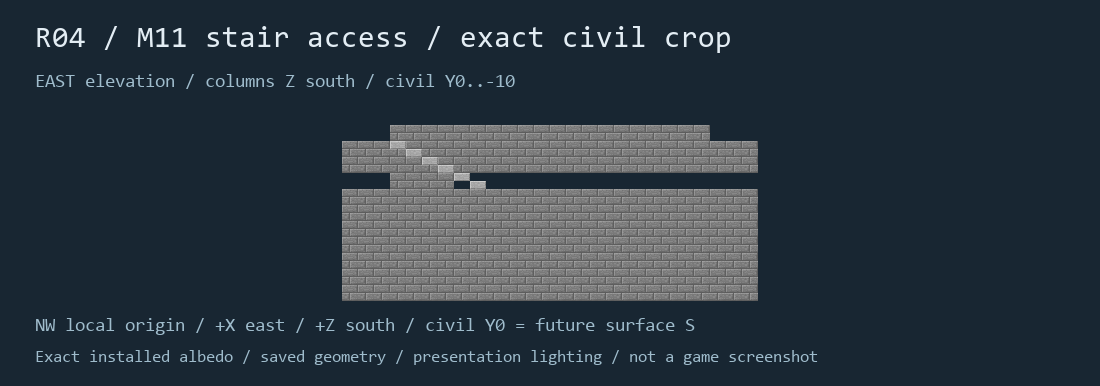 R04 / M11 stair access / exact civil crop
EAST elevation / columns Z south / civil Y0..-10
NW local origin / +X east / +Z south / civil Y0 = future surface S
Exact installed albedo / saved geometry / presentation lighting / not a game screenshot